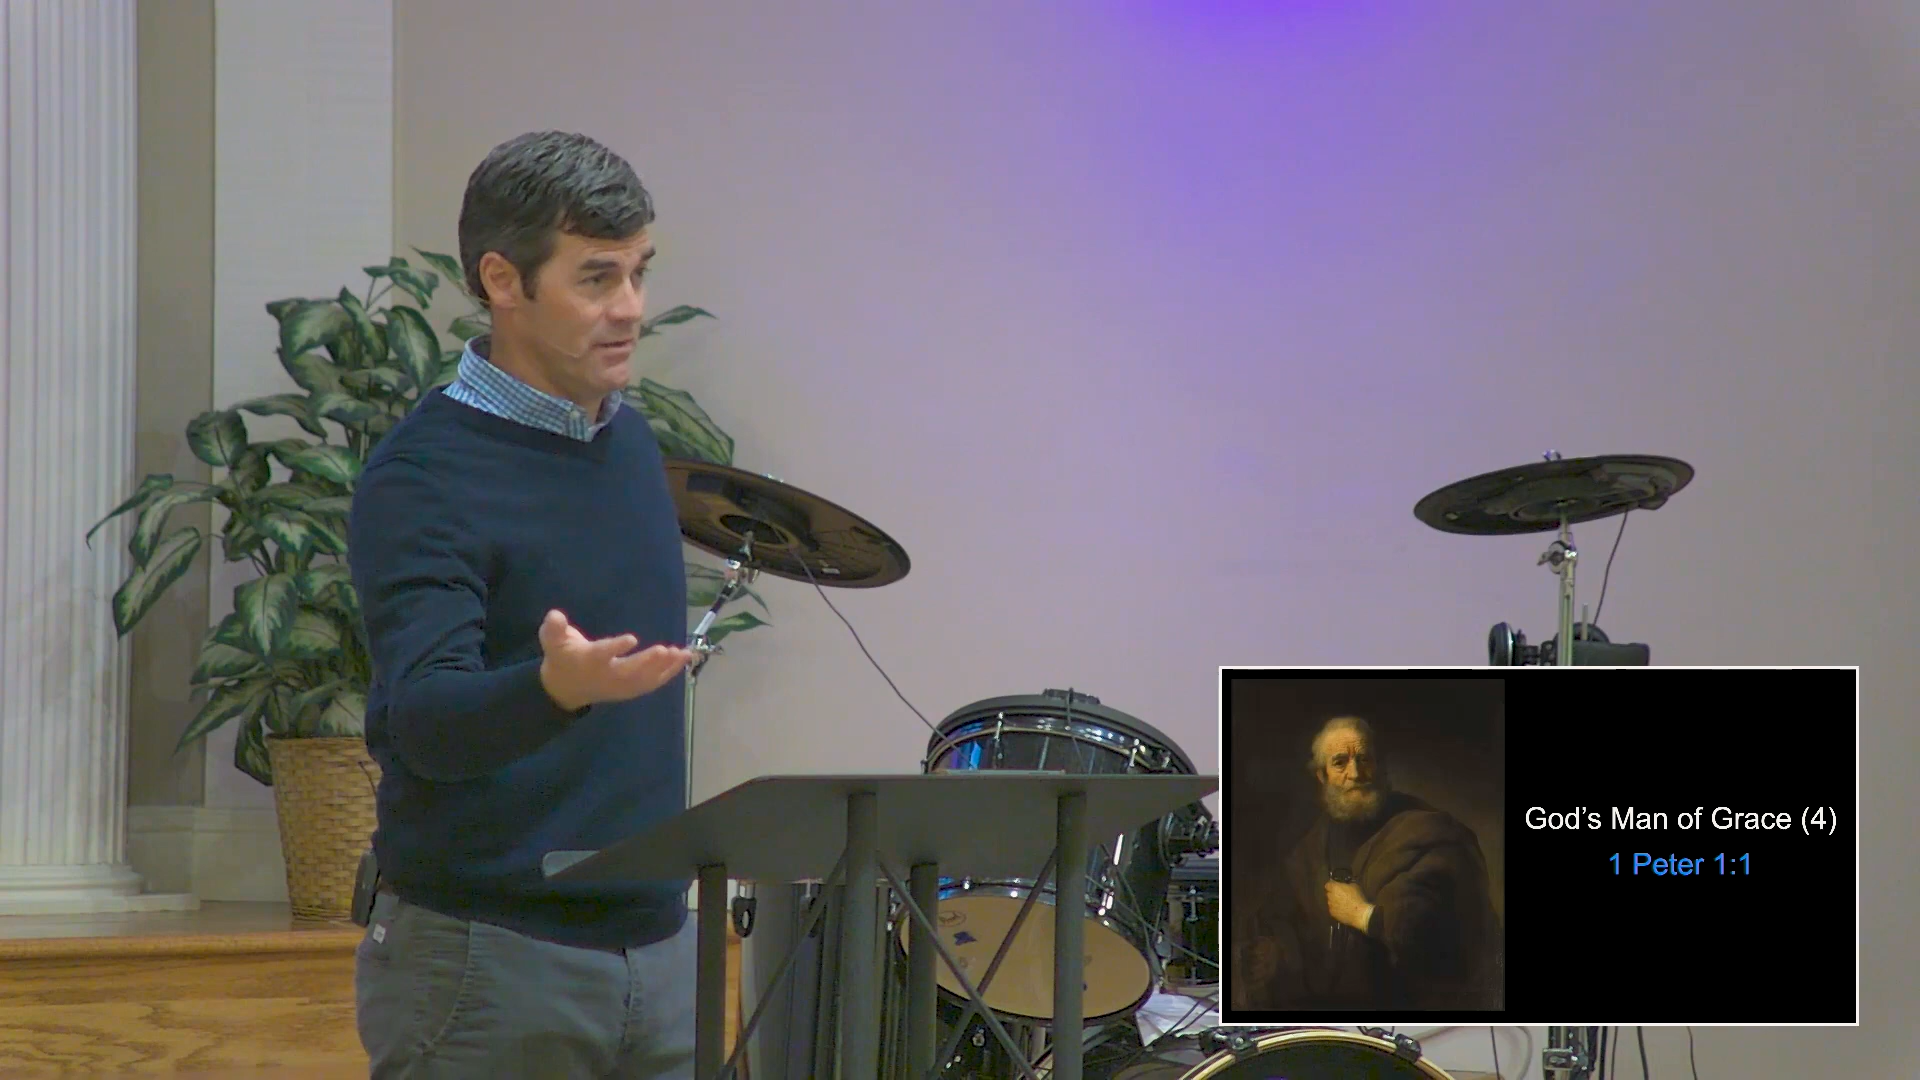 God’s Man of Grace (4)
1 Peter 1:1